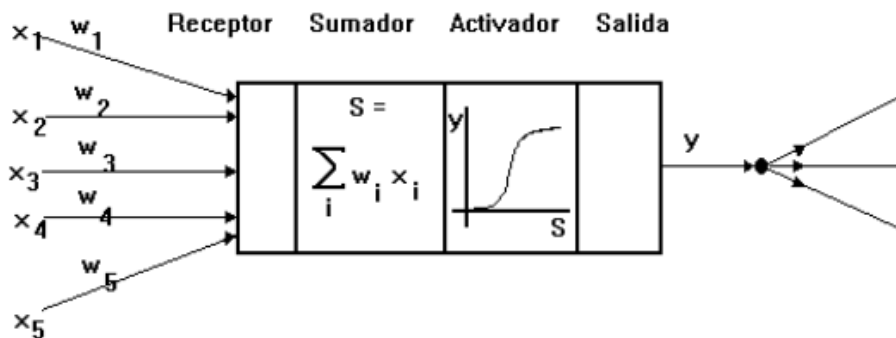 Receptor Sumador Activador Salida
x1 w1
x2 w2
x3 w3
x4 w4
x5 w5
S =
∑ i wi xi
y
S
y